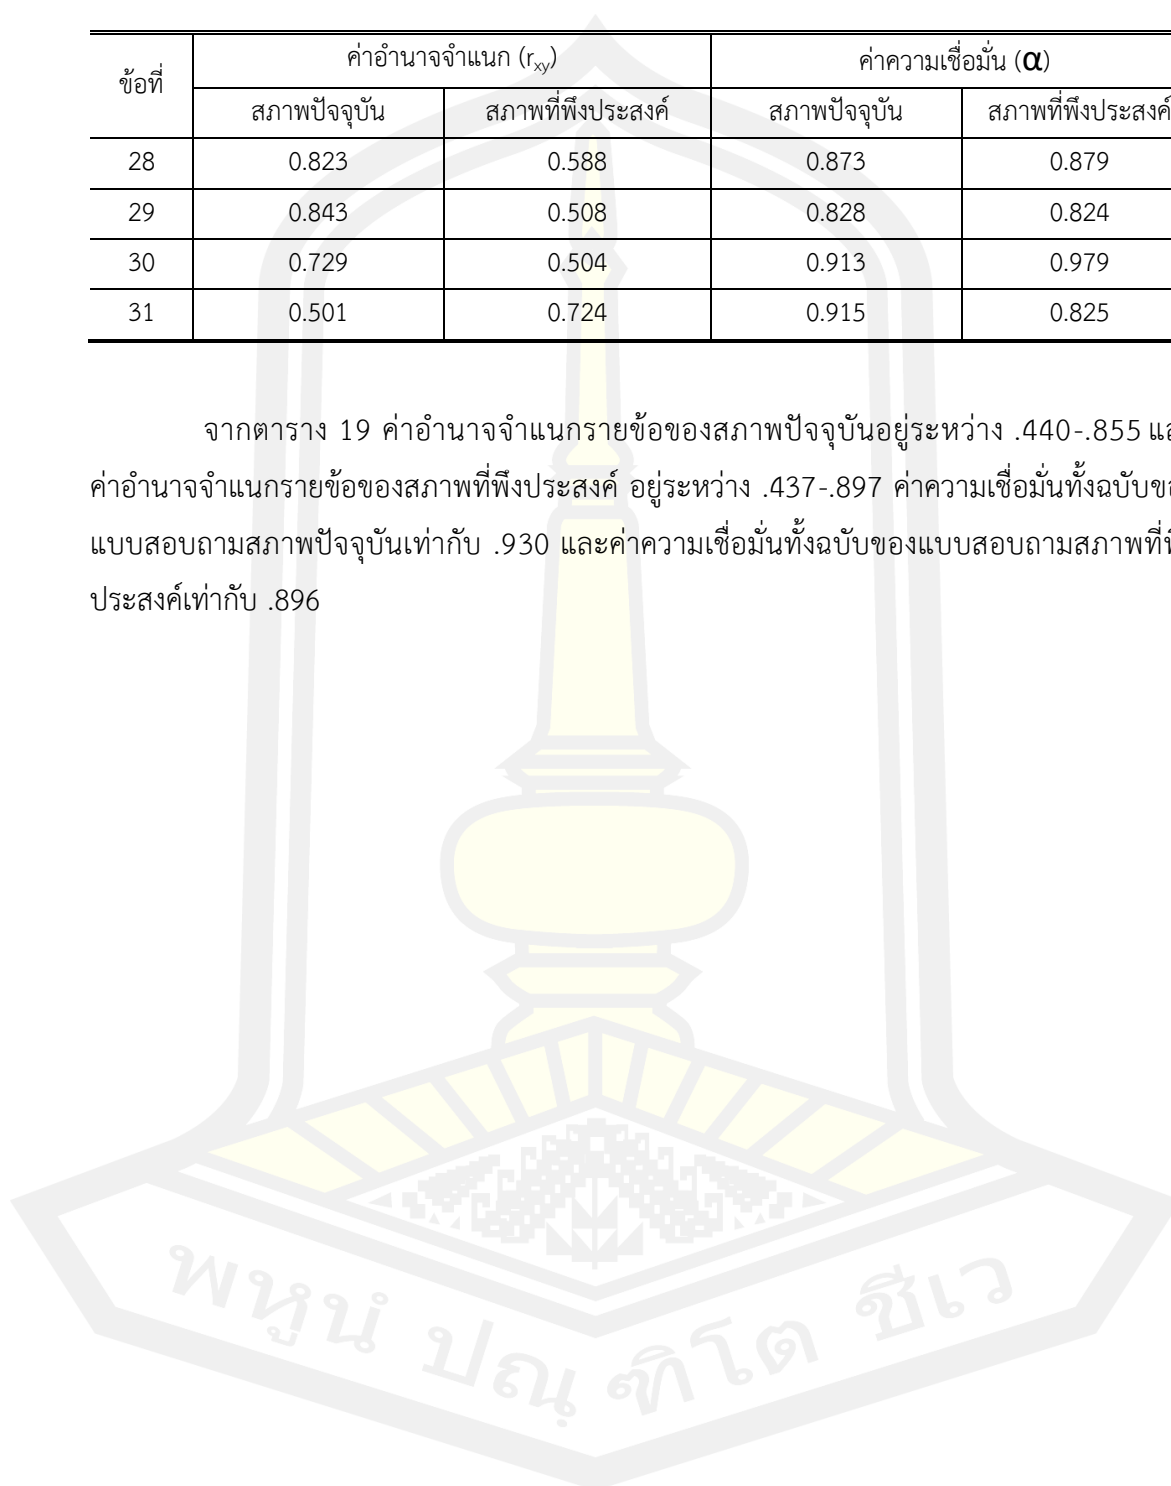 ข้อที่ ค่าอำนาจจำแนก (rxy) ค่าความเชื่อมั่น (α)
สภาพปัจจุบัน สภาพที่พึงประสงค์ สภาพปัจจุบัน สภาพที่พึงประสงค์
28 0.823 0.588 0.873 0.879
29 0.843 0.508 0.828 0.824
30 0.729 0.504 0.913 0.979
31 0.501 0.724 0.915 0.825
จากตาราง 19 ค่าอำนาจจำแนกรายข้อของสภาพปัจจุบันอยู่ระหว่าง .440-.855
ค่าอำนาจจำแนกรายข้อของสภาพที่พึงประสงค์ อยู่ระหว่าง .437-.897 ค่าความเชื่อมั่นทั้งฉบับ
แบบสอบถามสภาพปัจจุบันเท่ากับ .930 และค่าความเชื่อมั่นทั้งฉบับของแบบสอบถามสภาพที่
ประสงค์เท่ากับ .896
พหูนํ ปณฺฑิโต ชีเว